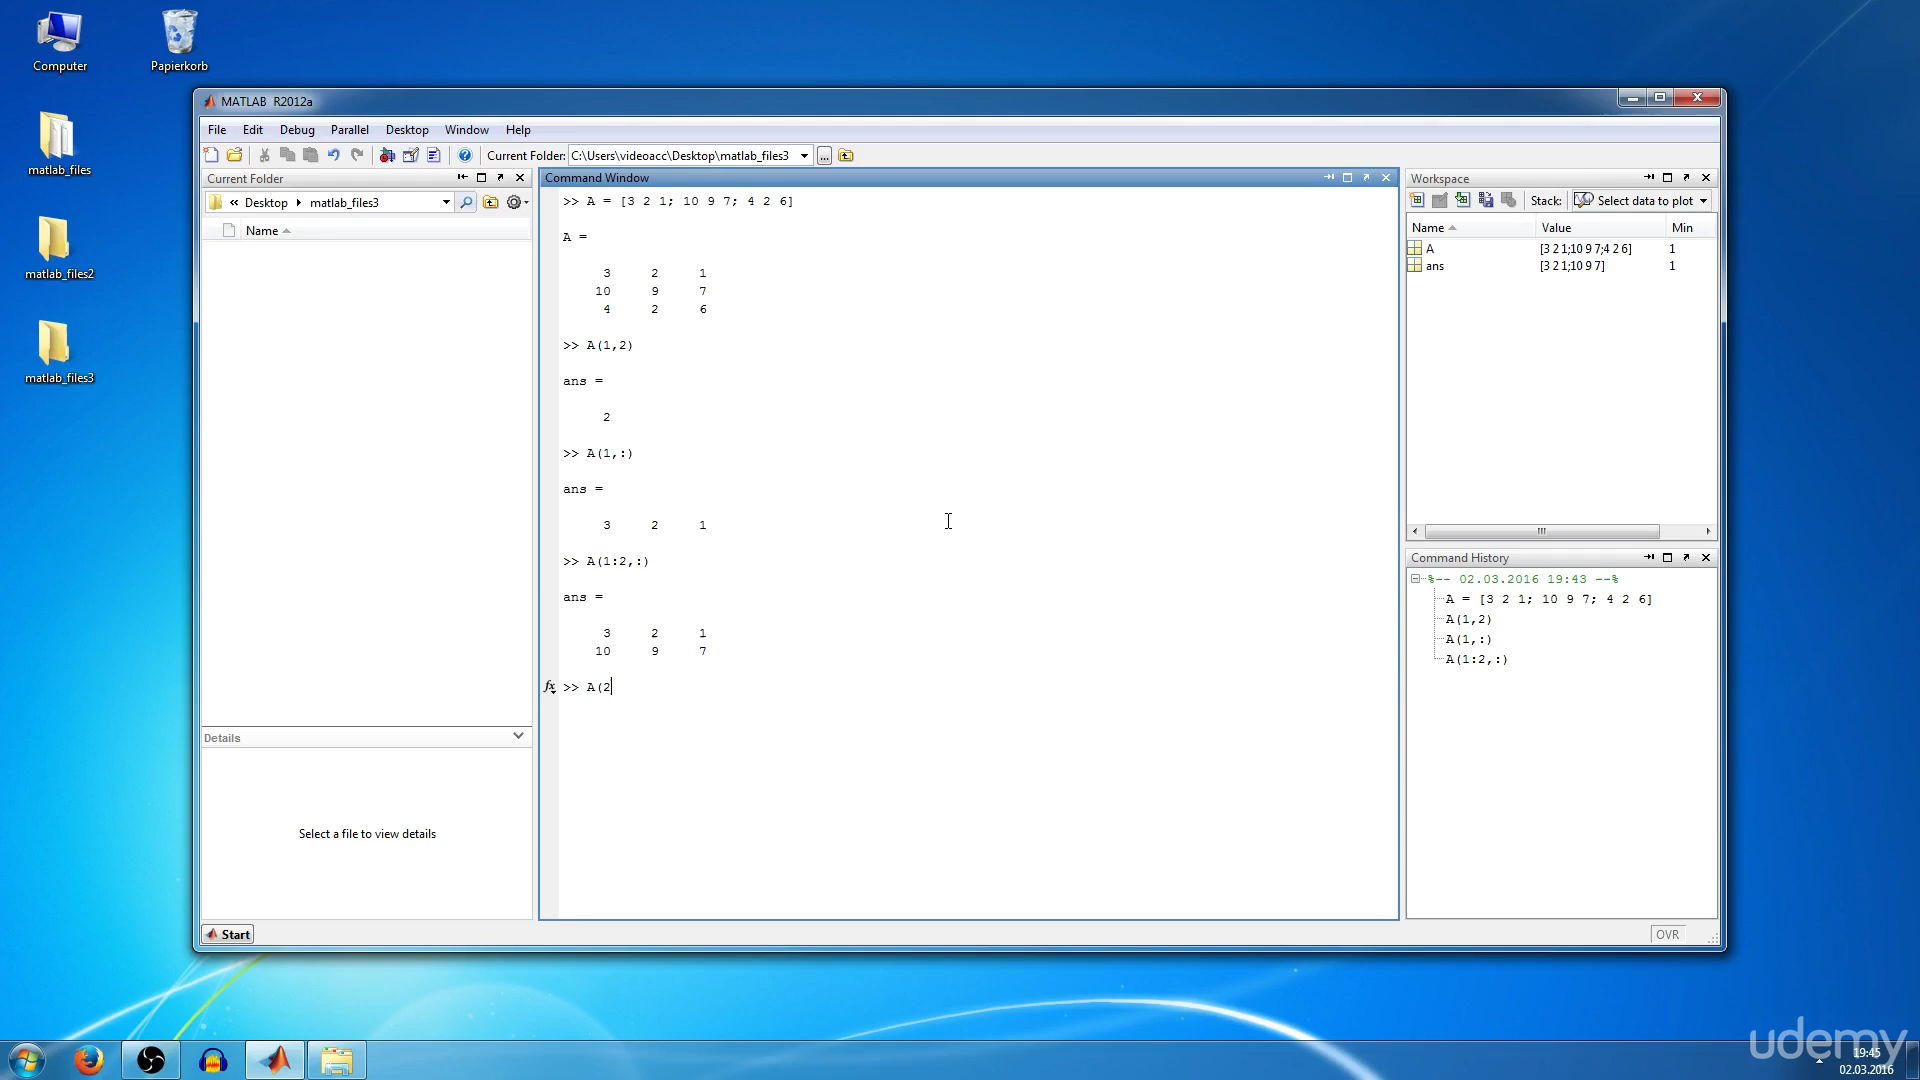 Computer
Papierkorb
matlab_files
matlab_files2
matlab_files3
MATLAB R2012a
File Edit Debug Parallel Desktop Window Help
Current Folder: C:\Users\videoacc\Desktop\matlab_files3 ...
Current Folder
« Desktop matlab_files3
Name
Details
Select a file to view details
Start
Command Window
>> A = [3 2 1; 10 9 7; 4 2 6]
A =
3 2 1
10 9 7
4 2 6
>> A(1,2)
ans =
2
>> A(1,:)
ans =
3 2 1
>> A(1:2,:)
ans =
3 2 1
10 9 7
fx >> A(2
Workspace
Stack: Select data to plot
Name Value Min
A [3 2 1;10 9 7;4 2 6] 1
ans [3 2 1;10 9 7] 1
Command History
%-- 02.03.2016 19:43 --%
A = [3 2 1; 10 9 7; 4 2 6]
A(1,2)
A(1,:)
A(1:2,:)
OVR
udemy
19:45
02.03.2016